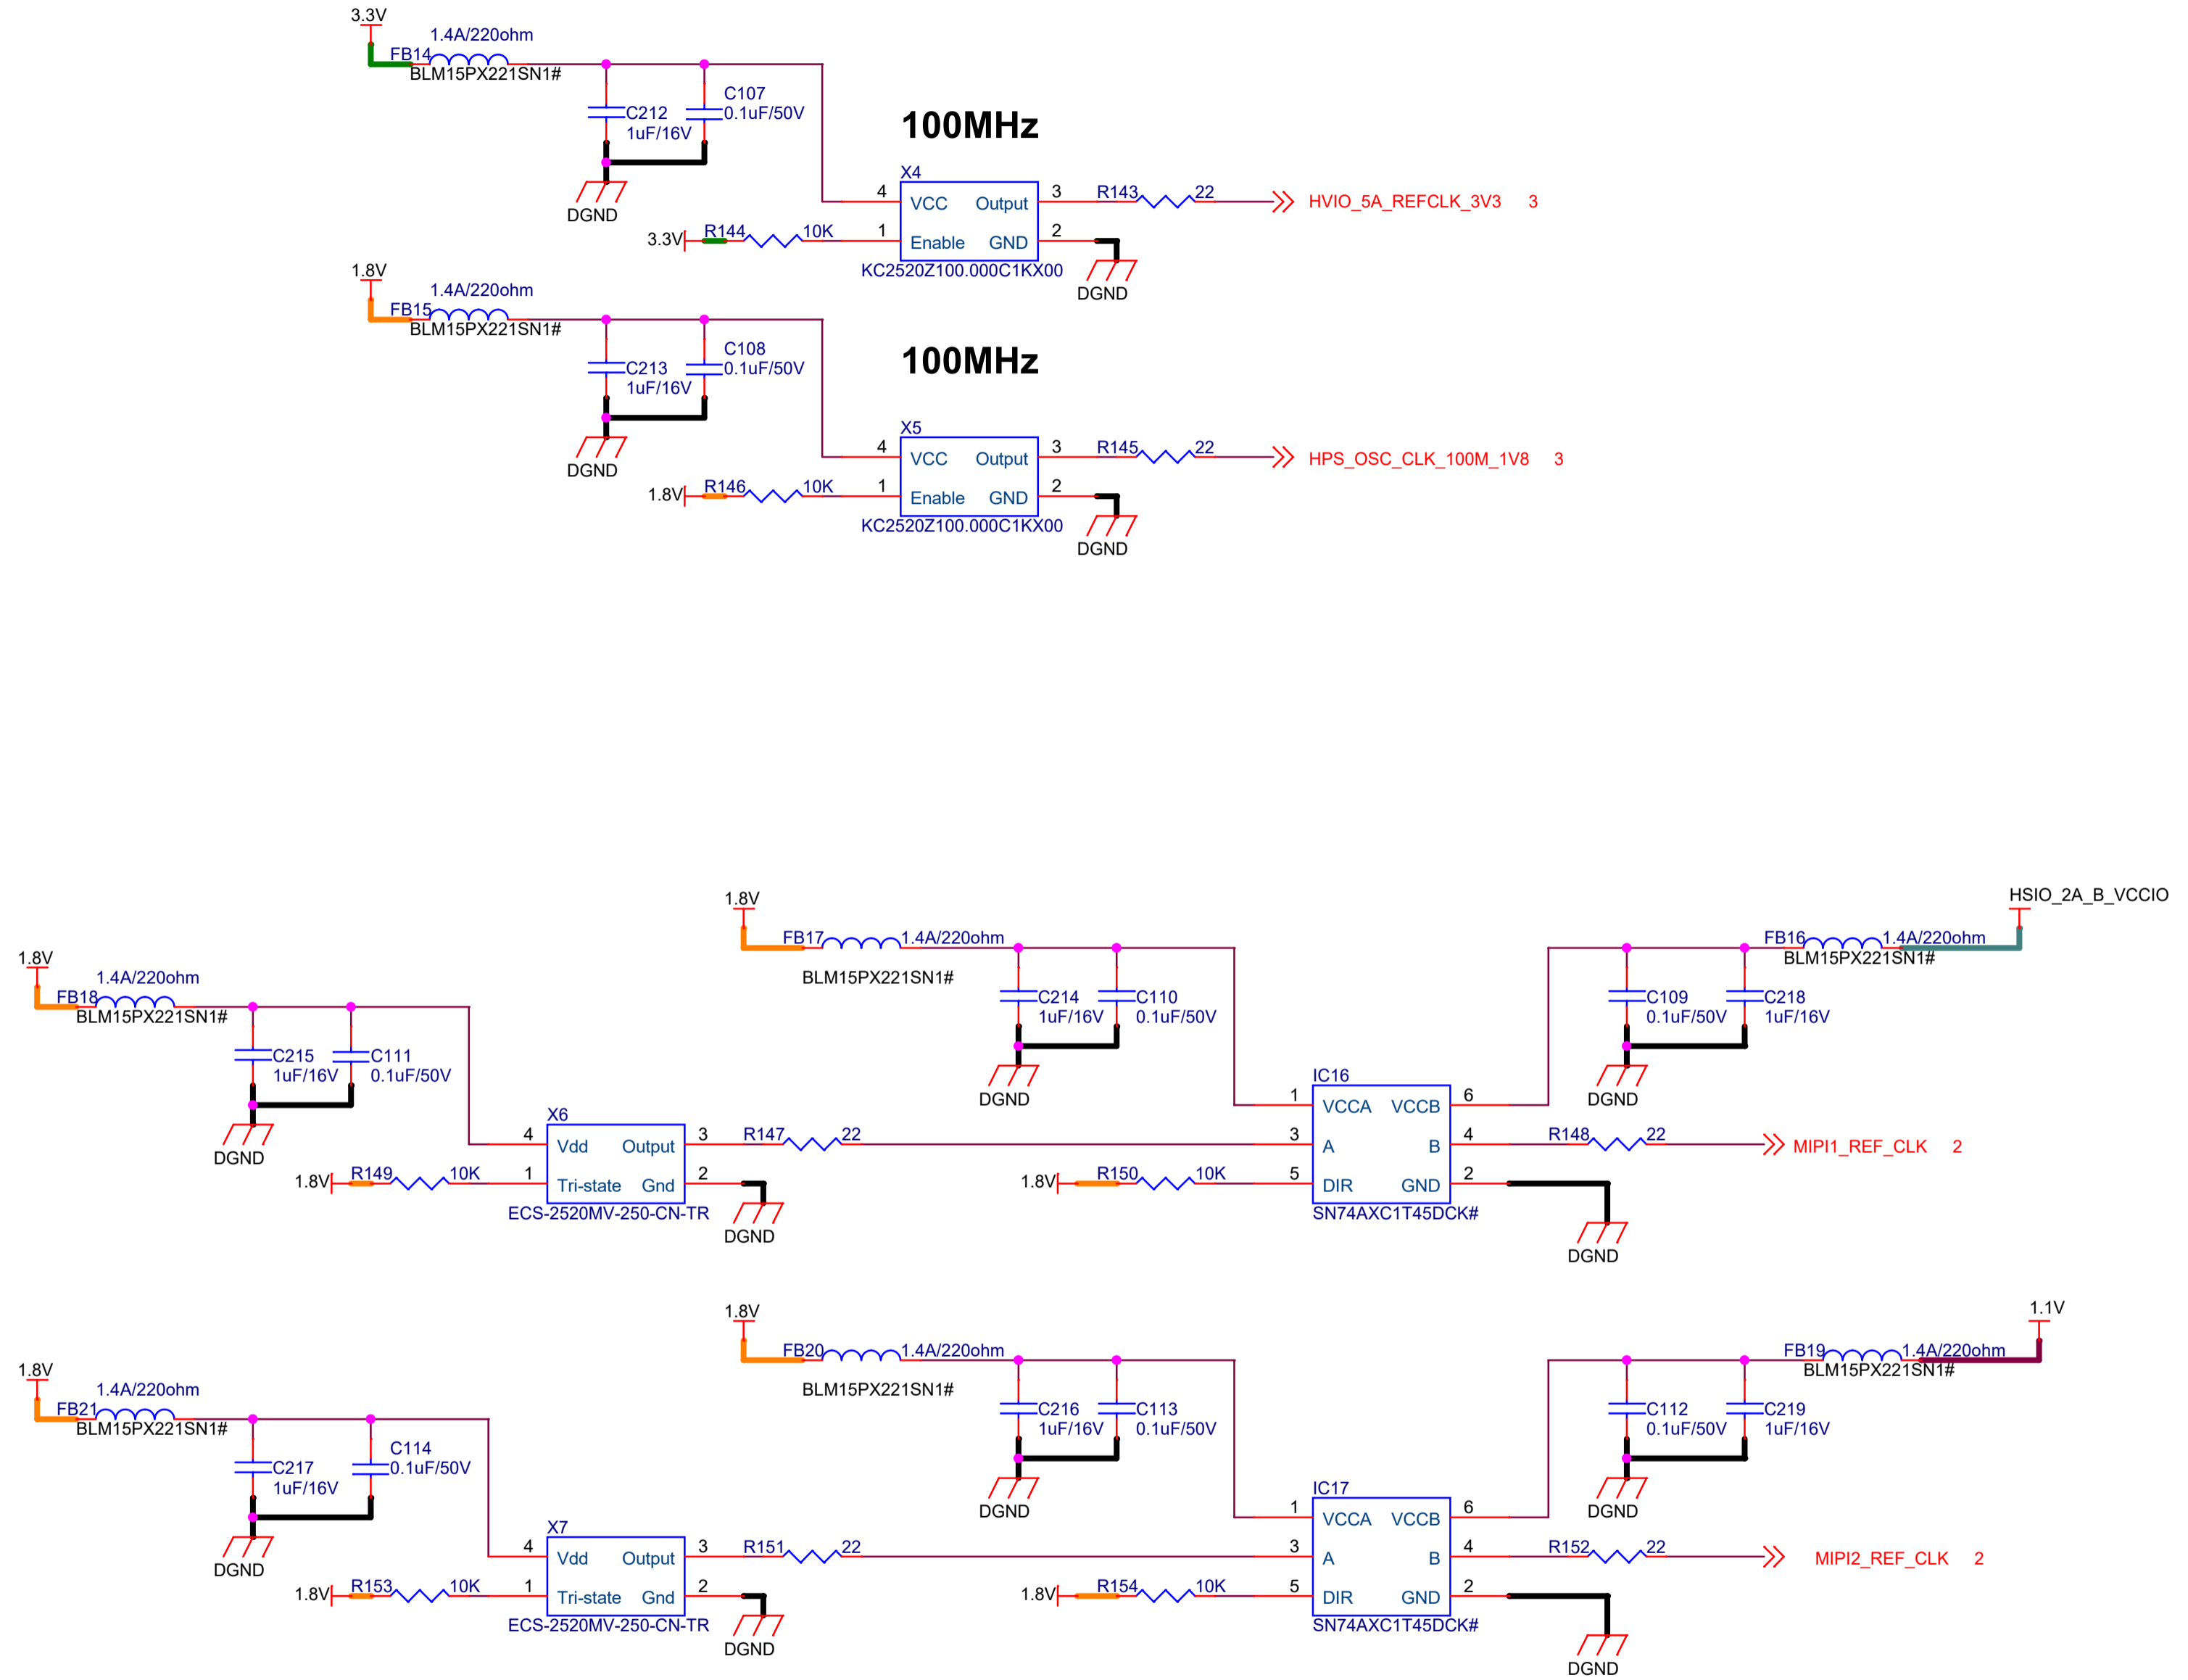 3.3V
1.4A/220ohm
FB14
BLM15PX221SN1#
C107
C212
0.1uF/50V
1uF/16V
100MHz
DGND
X4
4
VCC
Output
3
R143
22
HVIO_5A_REFCLK_3V3
3
3.3V
R144
10K
1
Enable
GND
2
KC2520Z100.000C1KX00
DGND
1.8V
1.4A/220ohm
FB15
BLM15PX221SN1#
C108
C213
0.1uF/50V
1uF/16V
100MHz
DGND
X5
4
VCC
Output
3
R145
22
HPS_OSC_CLK_100M_1V8
3
1.8V
R146
10K
1
Enable
GND
2
KC2520Z100.000C1KX00
DGND
1.8V
HSIO_2A_B_VCCIO
FB17
1.4A/220ohm
BLM15PX221SN1#
FB16
1.4A/220ohm
BLM15PX221SN1#
1.8V
1.4A/220ohm
FB18
BLM15PX221SN1#
C214
1uF/16V
C110
0.1uF/50V
C109
0.1uF/50V
C218
1uF/16V
C215
1uF/16V
C111
0.1uF/50V
DGND
DGND
DGND
IC16
1
VCCA
VCCB
6
X6
4
Vdd
Output
3
R147
22
3
A
B
4
R148
22
MIPI1_REF_CLK
2
1.8V
R149
10K
1
Tri-state
Gnd
2
1.8V
R150
10K
5
DIR
GND
2
ECS-2520MV-250-CN-TR
SN74AXC1T45DCK#
DGND
DGND
1.8V
1.1V
FB20
1.4A/220ohm
BLM15PX221SN1#
FB19
1.4A/220ohm
BLM15PX221SN1#
1.8V
1.4A/220ohm
FB21
BLM15PX221SN1#
C216
1uF/16V
C113
0.1uF/50V
C112
0.1uF/50V
C219
1uF/16V
C114
C217
0.1uF/50V
1uF/16V
DGND
DGND
DGND
IC17
1
VCCA
VCCB
6
X7
4
Vdd
Output
3
R151
22
3
A
B
4
R152
22
MIPI2_REF_CLK
2
1.8V
R153
10K
1
Tri-state
Gnd
2
1.8V
R154
10K
5
DIR
GND
2
ECS-2520MV-250-CN-TR
SN74AXC1T45DCK#
DGND
DGND